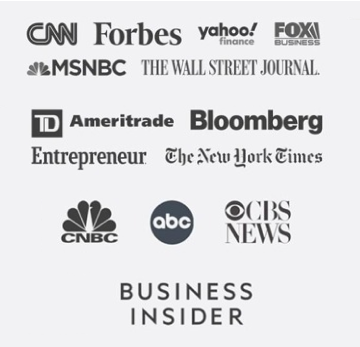 CNN Forbes yahoo! finance FOX BUSINESS
MSNBC THE WALL STREET JOURNAL.
TD Ameritrade Bloomberg
Entrepreneur The New York Times
CNBC abc CBS NEWS
BUSINESS
INSIDER